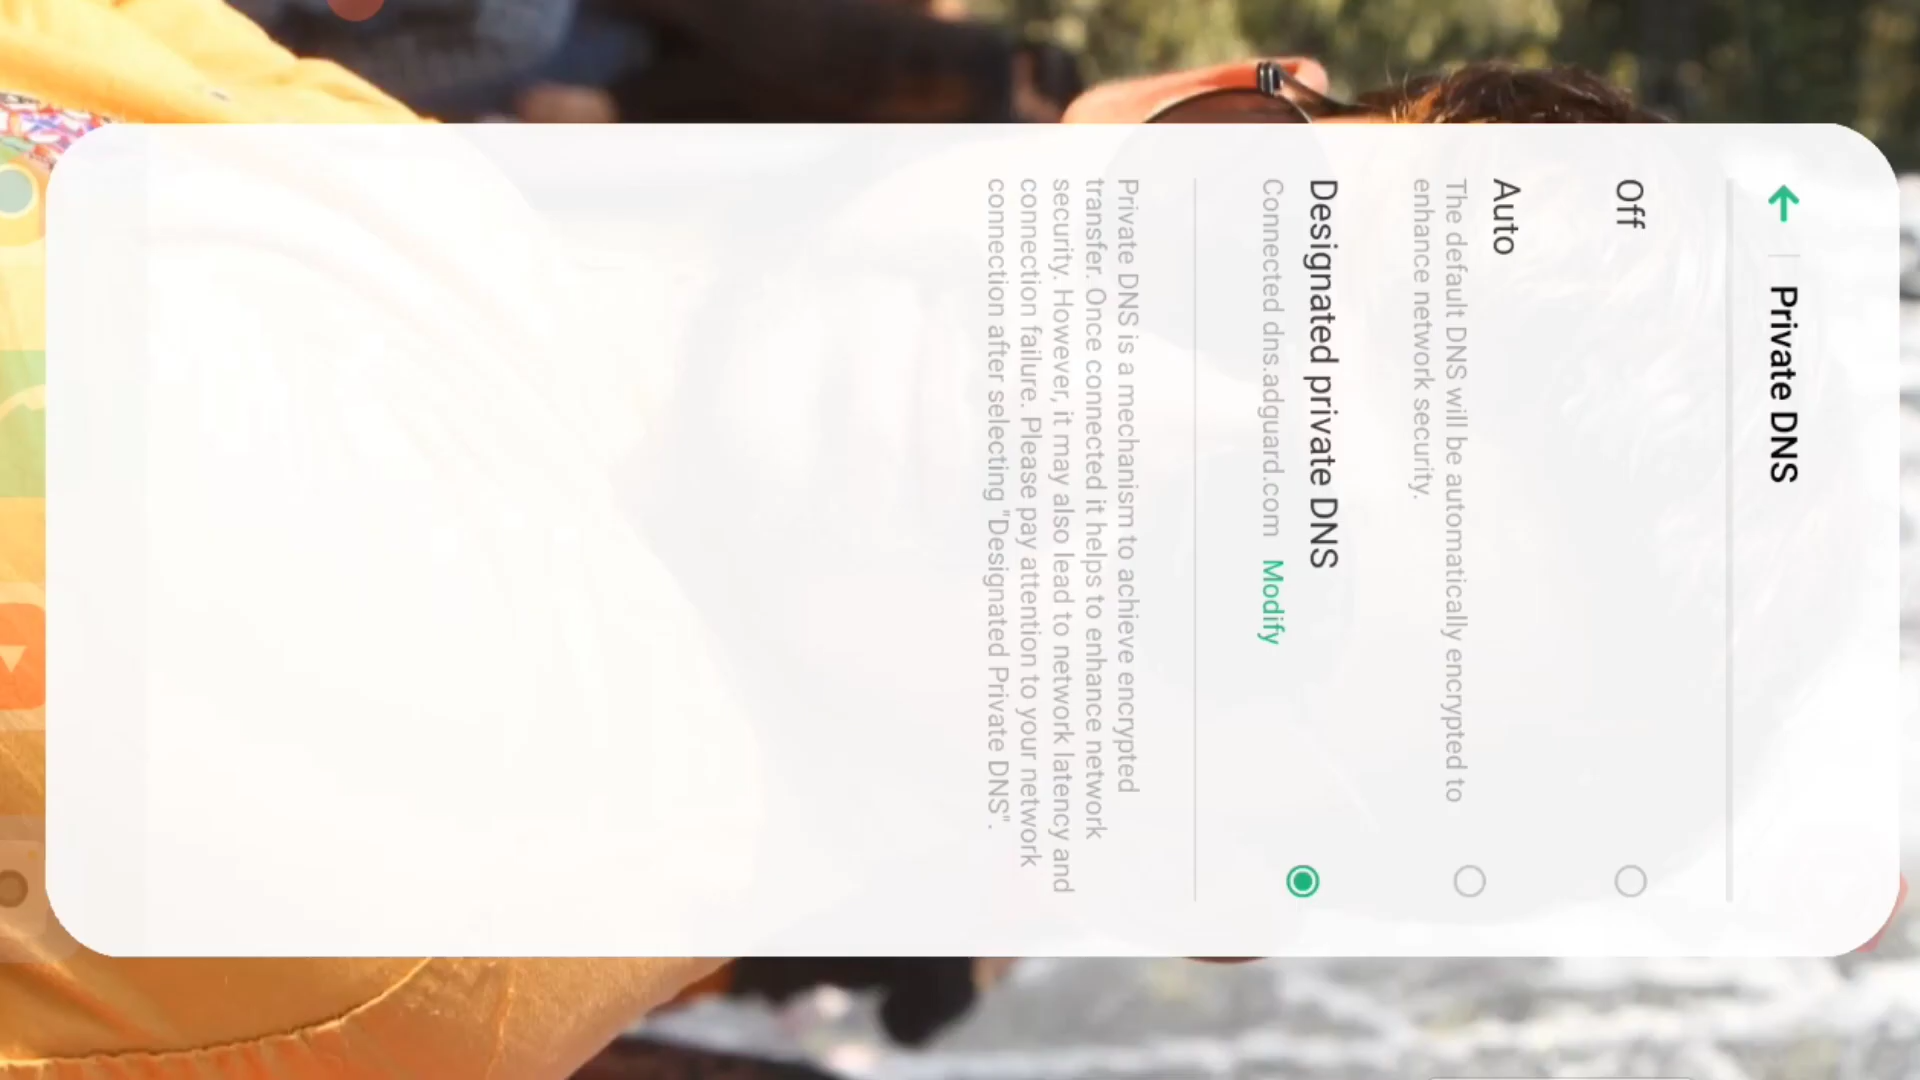 Private DNS
Off
Auto
The default DNS will be automatically encrypted to
enhance network security.
Designated private DNS
Connected dns.adguard.com Modify
Private DNS is a mechanism to achieve encrypted
transfer. Once connected it helps to enhance network
security. However, it may also lead to network latency and
connection failure. Please pay attention to your network
connection after selecting "Designated Private DNS".